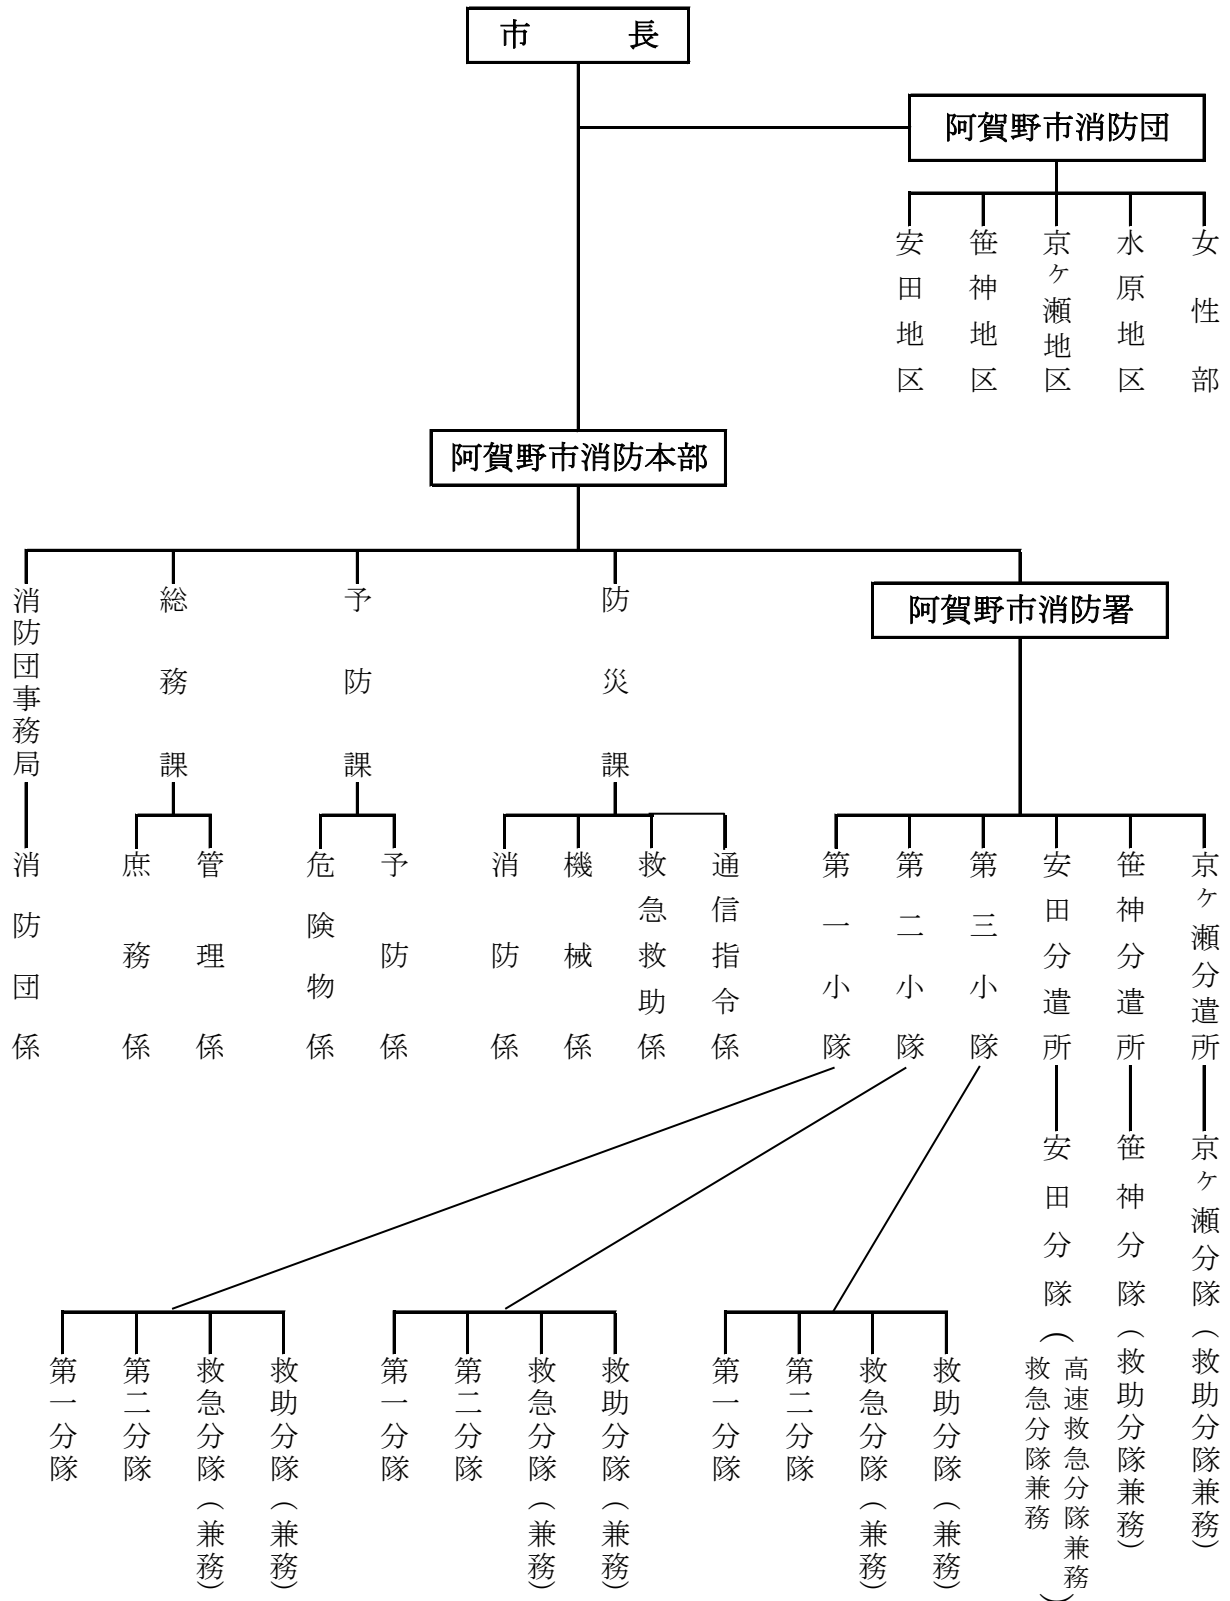 市長
阿賀野市消防団
安田地区
笹神地区
京ヶ瀬地区
水原地区
女性部
阿賀野市消防本部
消防団事務局
総務課
予防課
防災課
阿賀野市消防署
消防団係
庶務係
管理係
危険物係
予防係
消防係
機械係
救急救助係
通信指令係
第一小隊
第二小隊
第三小隊
安田分遣所
笹神分遣所
京ヶ瀬分遣所
第一分隊
第二分隊
救急分隊（兼務）
救助分隊（兼務）
第一分隊
第二分隊
救急分隊（兼務）
救助分隊（兼務）
第一分隊
第二分隊
救急分隊（兼務）
救助分隊（兼務）
安田分隊（高速救急分隊兼務
救急分隊兼務）
笹神分隊（救助分隊兼務）
京ヶ瀬分隊（救助分隊兼務）